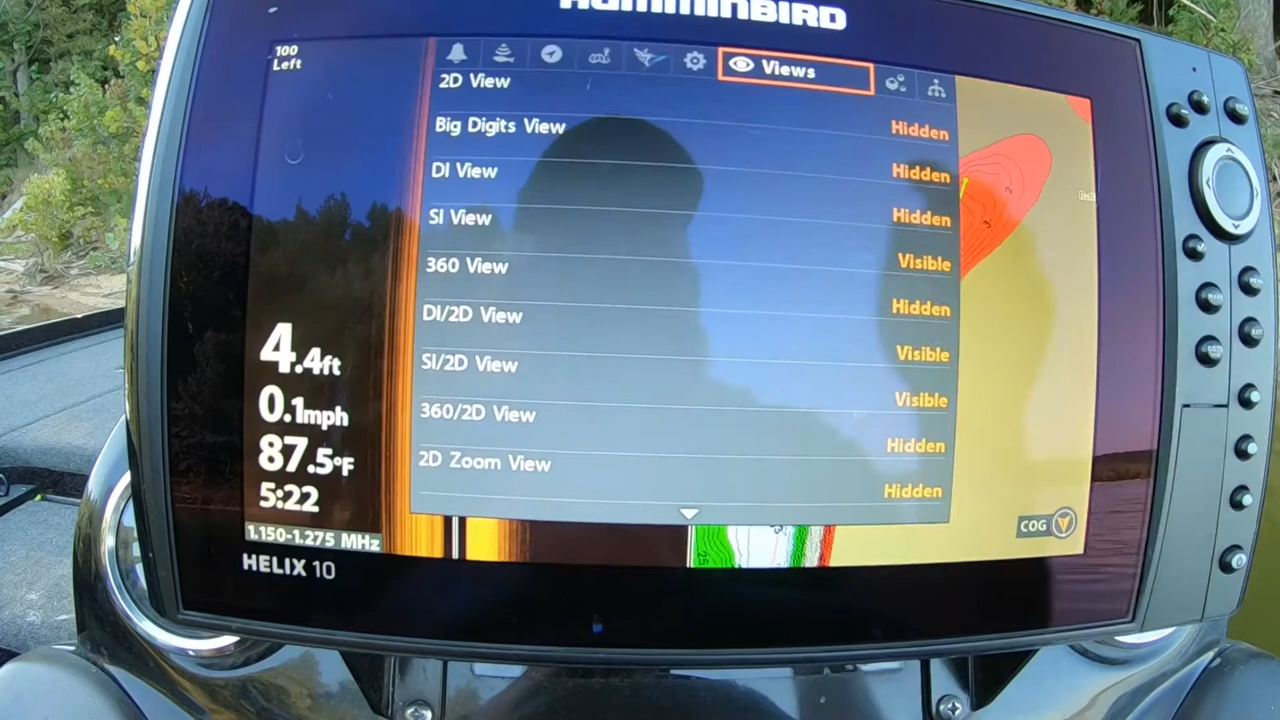 HUMMINBIRD
100
Left
Views
2D View Hidden
Big Digits View Hidden
DI View Hidden
SI View Visible
360 View Hidden
DI/2D View Visible
SI/2D View Visible
360/2D View Hidden
2D Zoom View Hidden
4.4ft
0.1mph
87.5°F
5:22
1.150-1.275 MHz
COG
HELIX 10